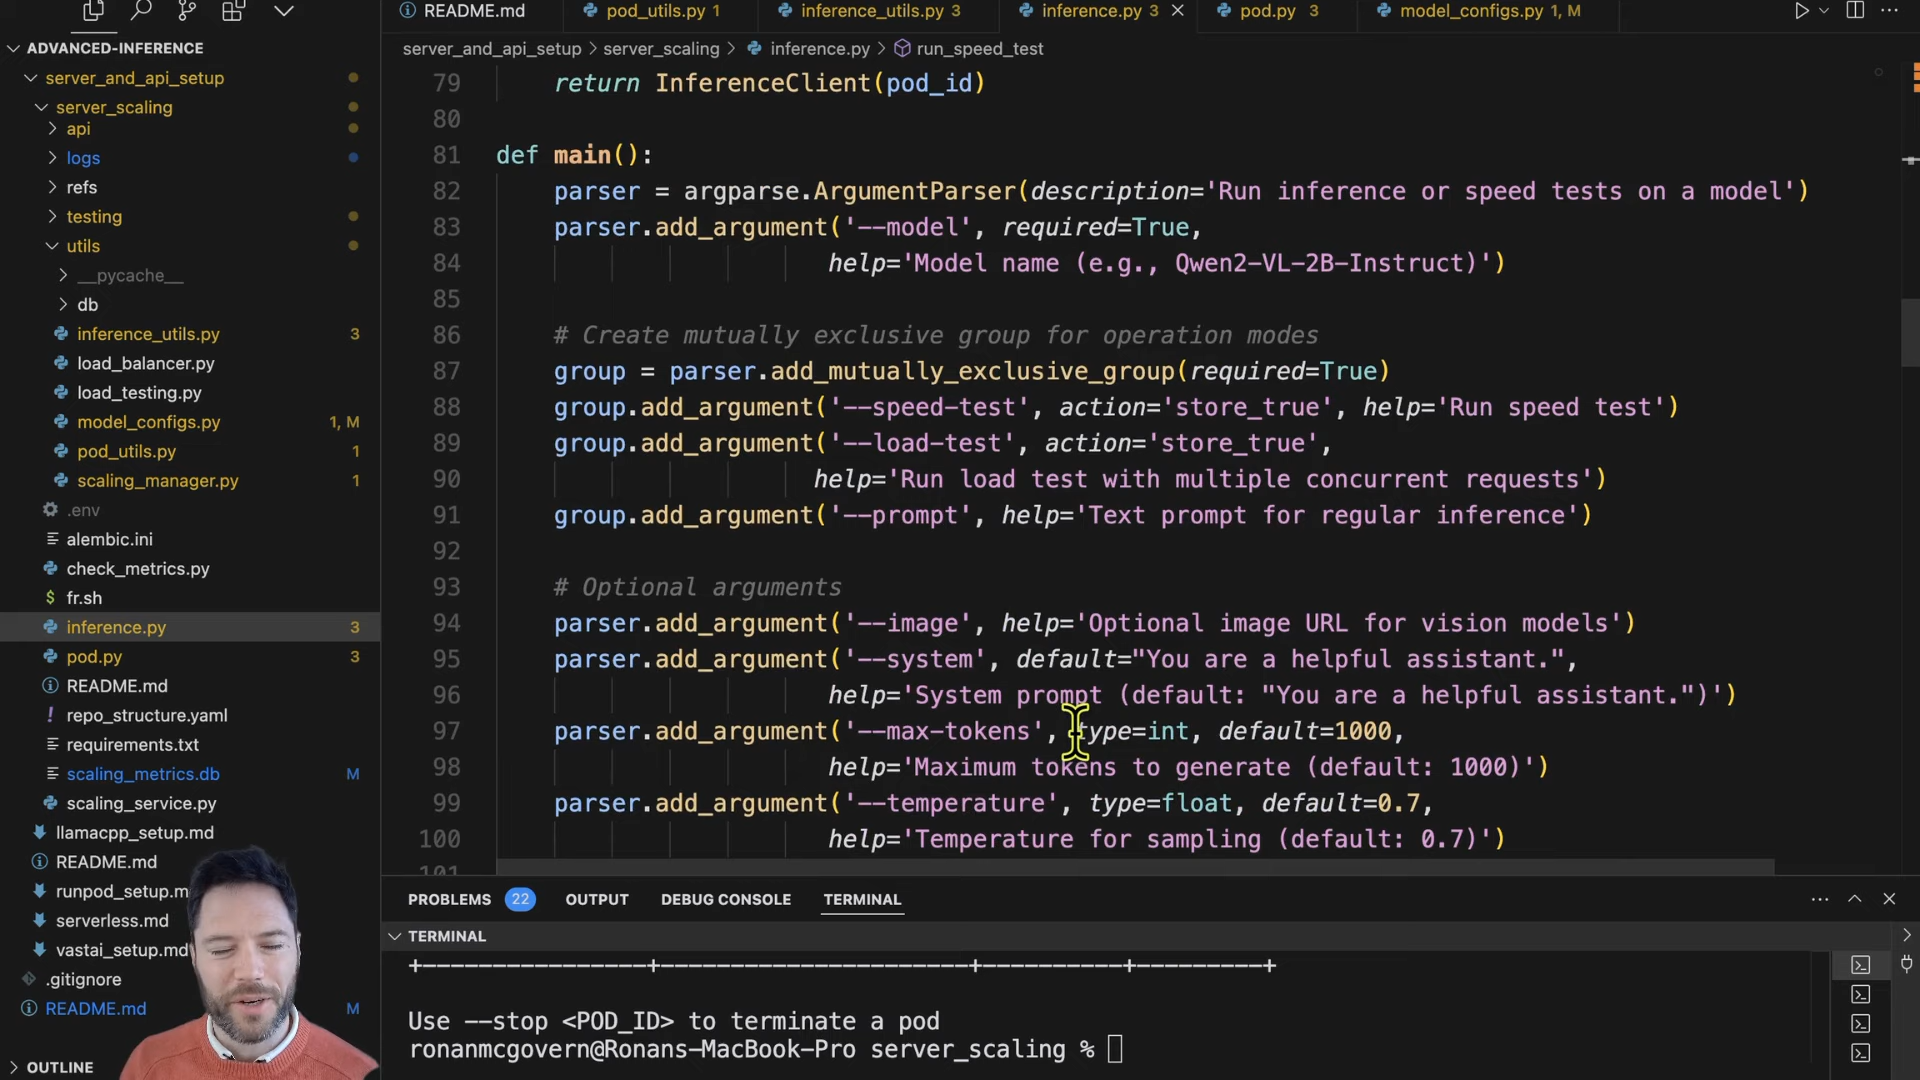 README.md
pod_utils.py 1
inference_utils.py 3
inference.py 3
pod.py 3
model_configs.py 1, M
ADVANCED-INFERENCE
server_and_api_setup
server_scaling
api
logs
refs
testing
utils
__pycache__
db
inference_utils.py 3
load_balancer.py
load_testing.py
model_configs.py 1, M
pod_utils.py 1
scaling_manager.py 1
.env
alembic.ini
check_metrics.py
fr.sh
inference.py 3
pod.py 3
README.md
repo_structure.yaml
requirements.txt
scaling_metrics.db M
scaling_service.py
llamacpp_setup.md
README.md
runpod_setup.m
serverless.md
vastai_setup.md
.gitignore
README.md M
OUTLINE
server_and_api_setup > server_scaling > inference.py > run_speed_test
79 return InferenceClient(pod_id)
80
81 def main():
82 parser = argparse.ArgumentParser(description='Run inference or speed tests on a model')
83 parser.add_argument('--model', required=True,
84 help='Model name (e.g., Qwen2-VL-2B-Instruct)')
85
86 # Create mutually exclusive group for operation modes
87 group = parser.add_mutually_exclusive_group(required=True)
88 group.add_argument('--speed-test', action='store_true', help='Run speed test')
89 group.add_argument('--load-test', action='store_true',
90 help='Run load test with multiple concurrent requests')
91 group.add_argument('--prompt', help='Text prompt for regular inference')
92
93 # Optional arguments
94 parser.add_argument('--image', help='Optional image URL for vision models')
95 parser.add_argument('--system', default="You are a helpful assistant.",
96 help='System prompt (default: "You are a helpful assistant.")')
97 parser.add_argument('--max-tokens', type=int, default=1000,
98 help='Maximum tokens to generate (default: 1000)')
99 parser.add_argument('--temperature', type=float, default=0.7,
100 help='Temperature for sampling (default: 0.7)')
101
PROBLEMS 22 OUTPUT DEBUG CONSOLE TERMINAL
TERMINAL
+----------------+----------------------+----------+---------+
Use --stop <POD_ID> to terminate a pod
ronanmcgovern@Ronans-MacBook-Pro server_scaling %